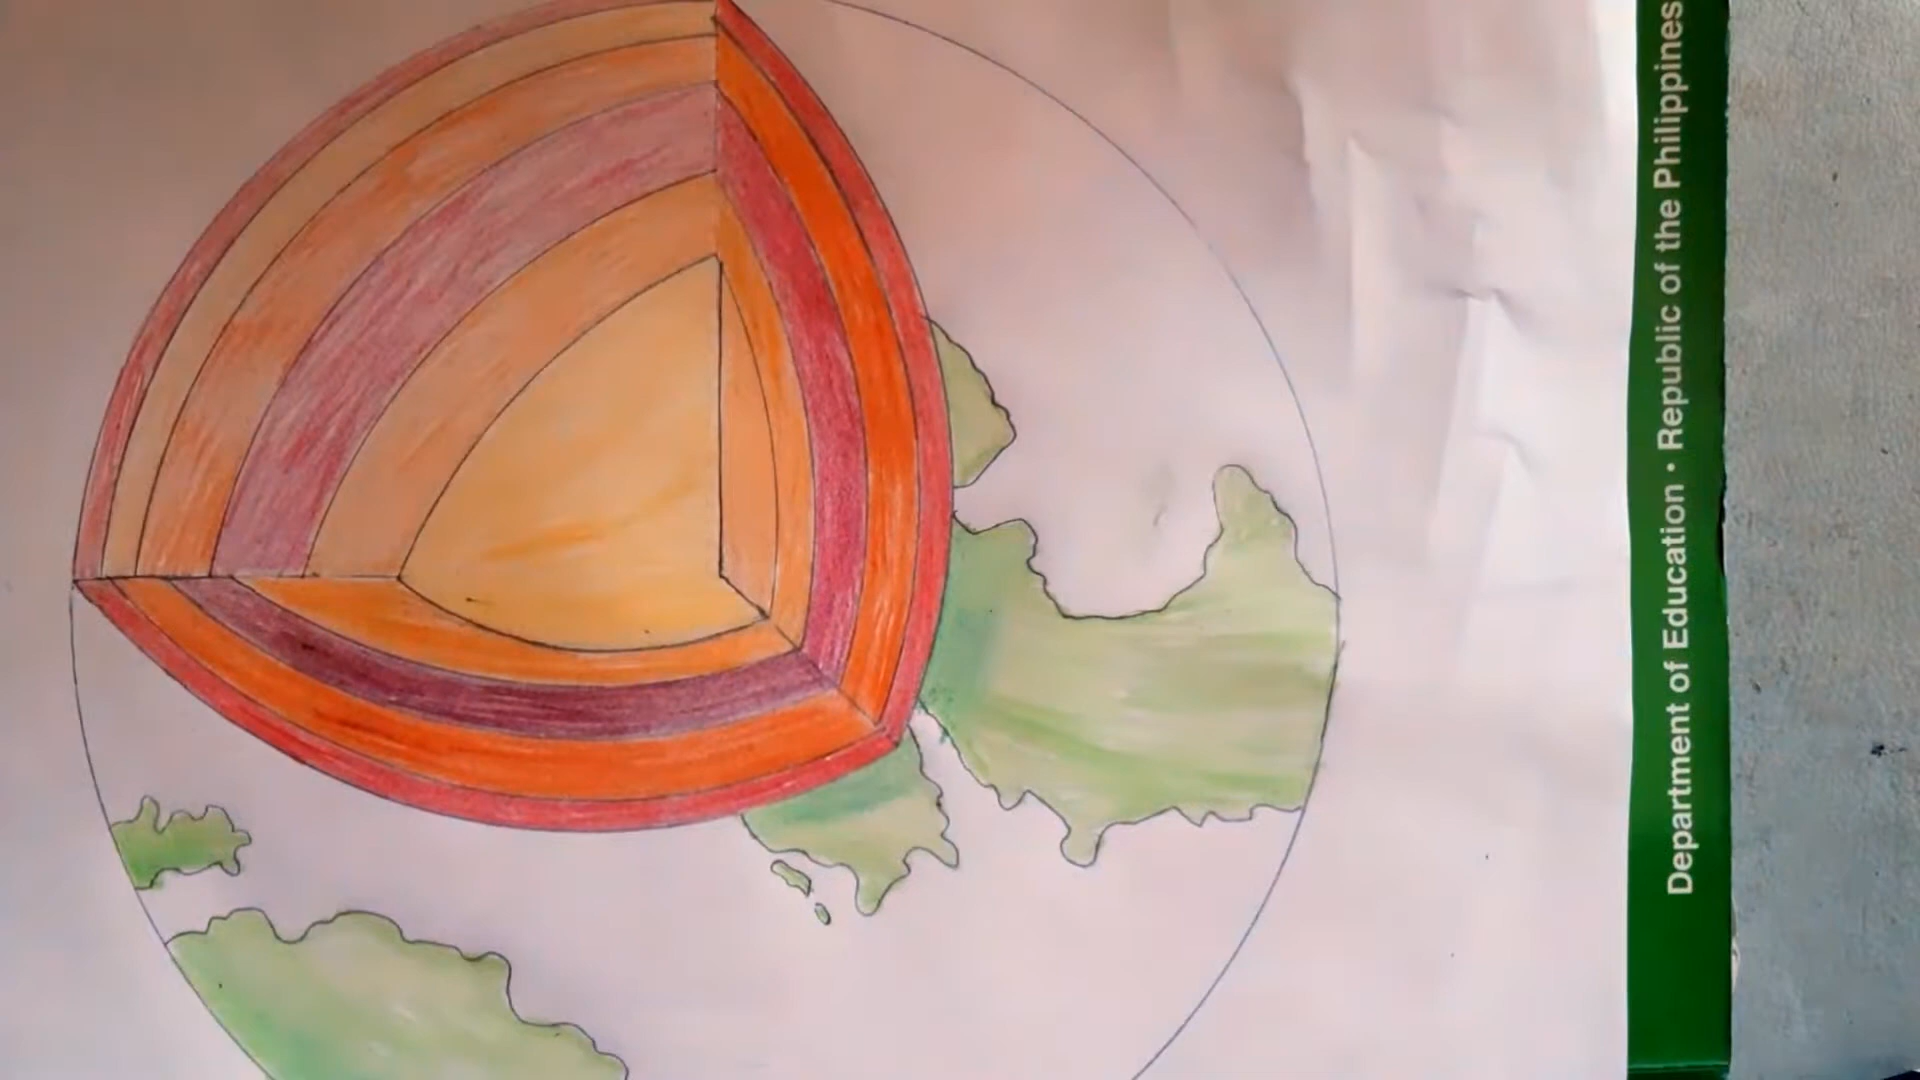 Department of Education • Republic of the Philippines